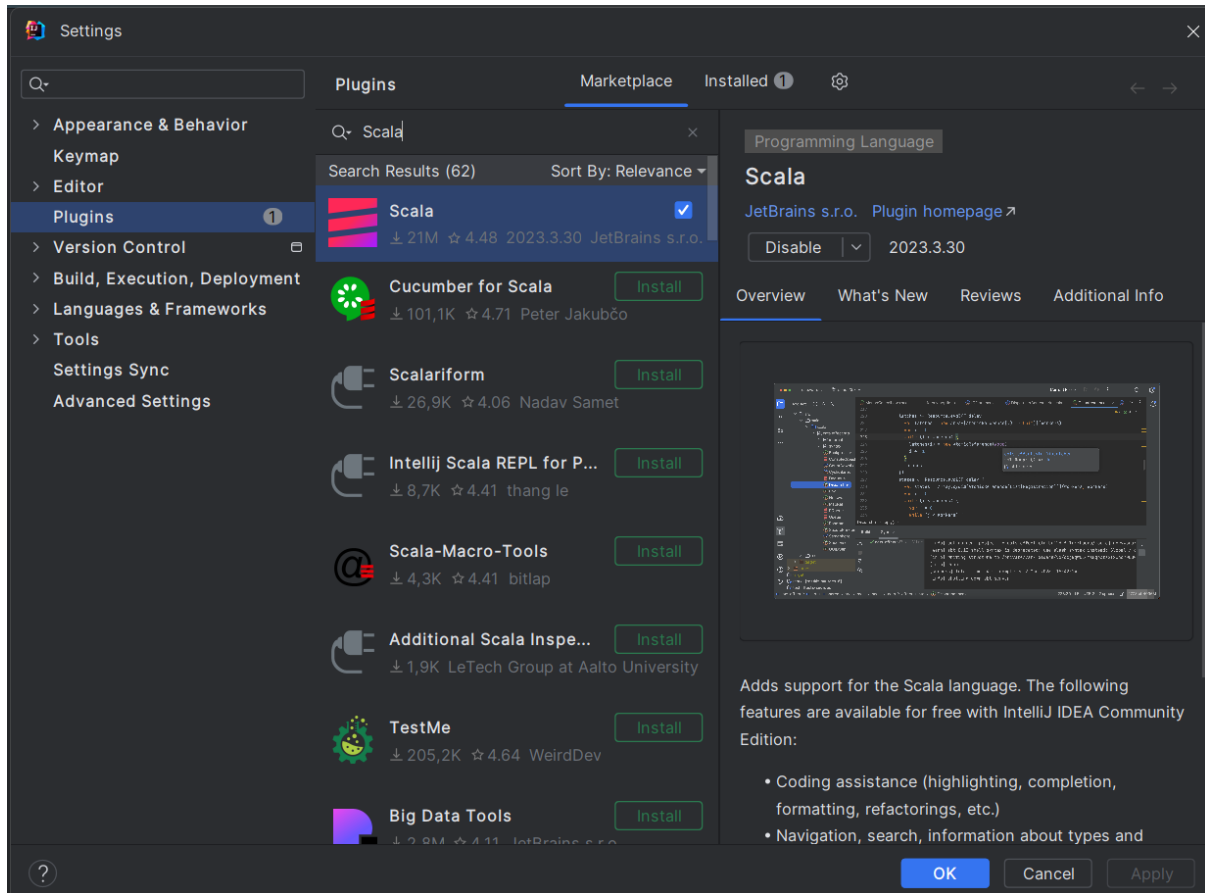 Settings
Plugins
Marketplace
Installed 1
Appearance & Behavior
Keymap
Editor
Plugins 1
Version Control
Build, Execution, Deployment
Languages & Frameworks
Tools
Settings Sync
Advanced Settings
Scala
Search Results (62) Sort By: Relevance
Scala
21M 4.48 2023.3.30 JetBrains s.r.o.
Cucumber for Scala Install
101,1K 4.71 Peter Jakubčo
Scalariform Install
26,9K 4.06 Nadav Samet
Intellij Scala REPL for P... Install
8,7K 4.41 thang le
Scala-Macro-Tools Install
4,3K 4.41 bitlap
Additional Scala Inspe... Install
1,9K LeTech Group at Aalto University
TestMe Install
205,2K 4.64 WeirdDev
Big Data Tools Install
2,8M 4.11 JetBrains s.r.o.
Programming Language
Scala
JetBrains s.r.o. Plugin homepage
Disable 2023.3.30
Overview What's New Reviews Additional Info
Adds support for the Scala language. The following
features are available for free with IntelliJ IDEA Community
Edition:
• Coding assistance (highlighting, completion,
formatting, refactorings, etc.)
• Navigation, search, information about types and
? OK Cancel Apply